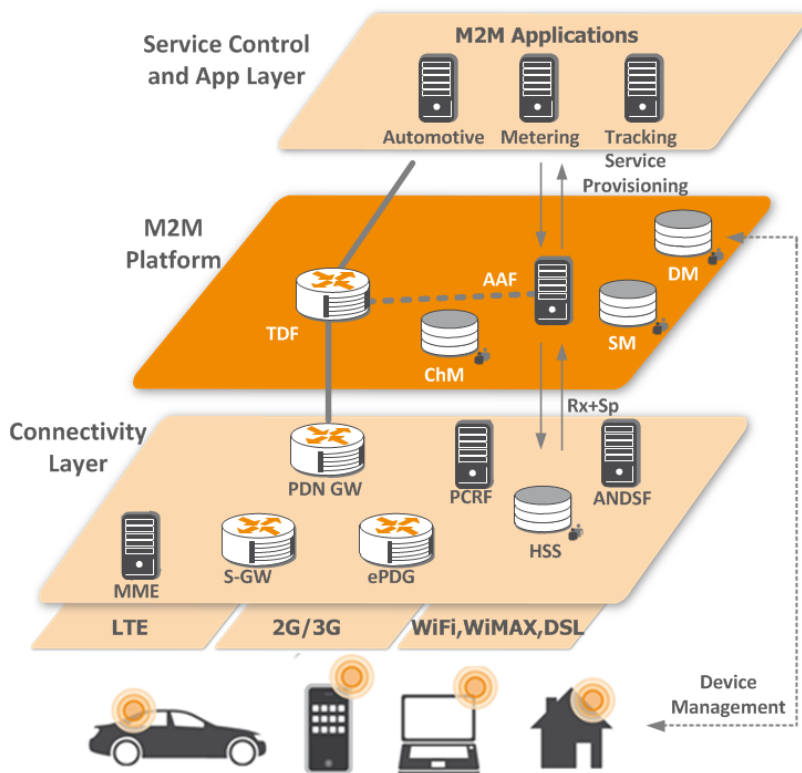 Service Control
and App Layer
M2M Applications
Automotive
Metering
Tracking
Service
Provisioning
M2M
Platform
DM
AAF
TDF
SM
ChM
Rx+Sp
Connectivity
Layer
PDN GW
PCRF
ANDSF
HSS
S-GW
ePDG
MME
LTE
2G/3G
WiFi,WiMAX,DSL
Device
Management